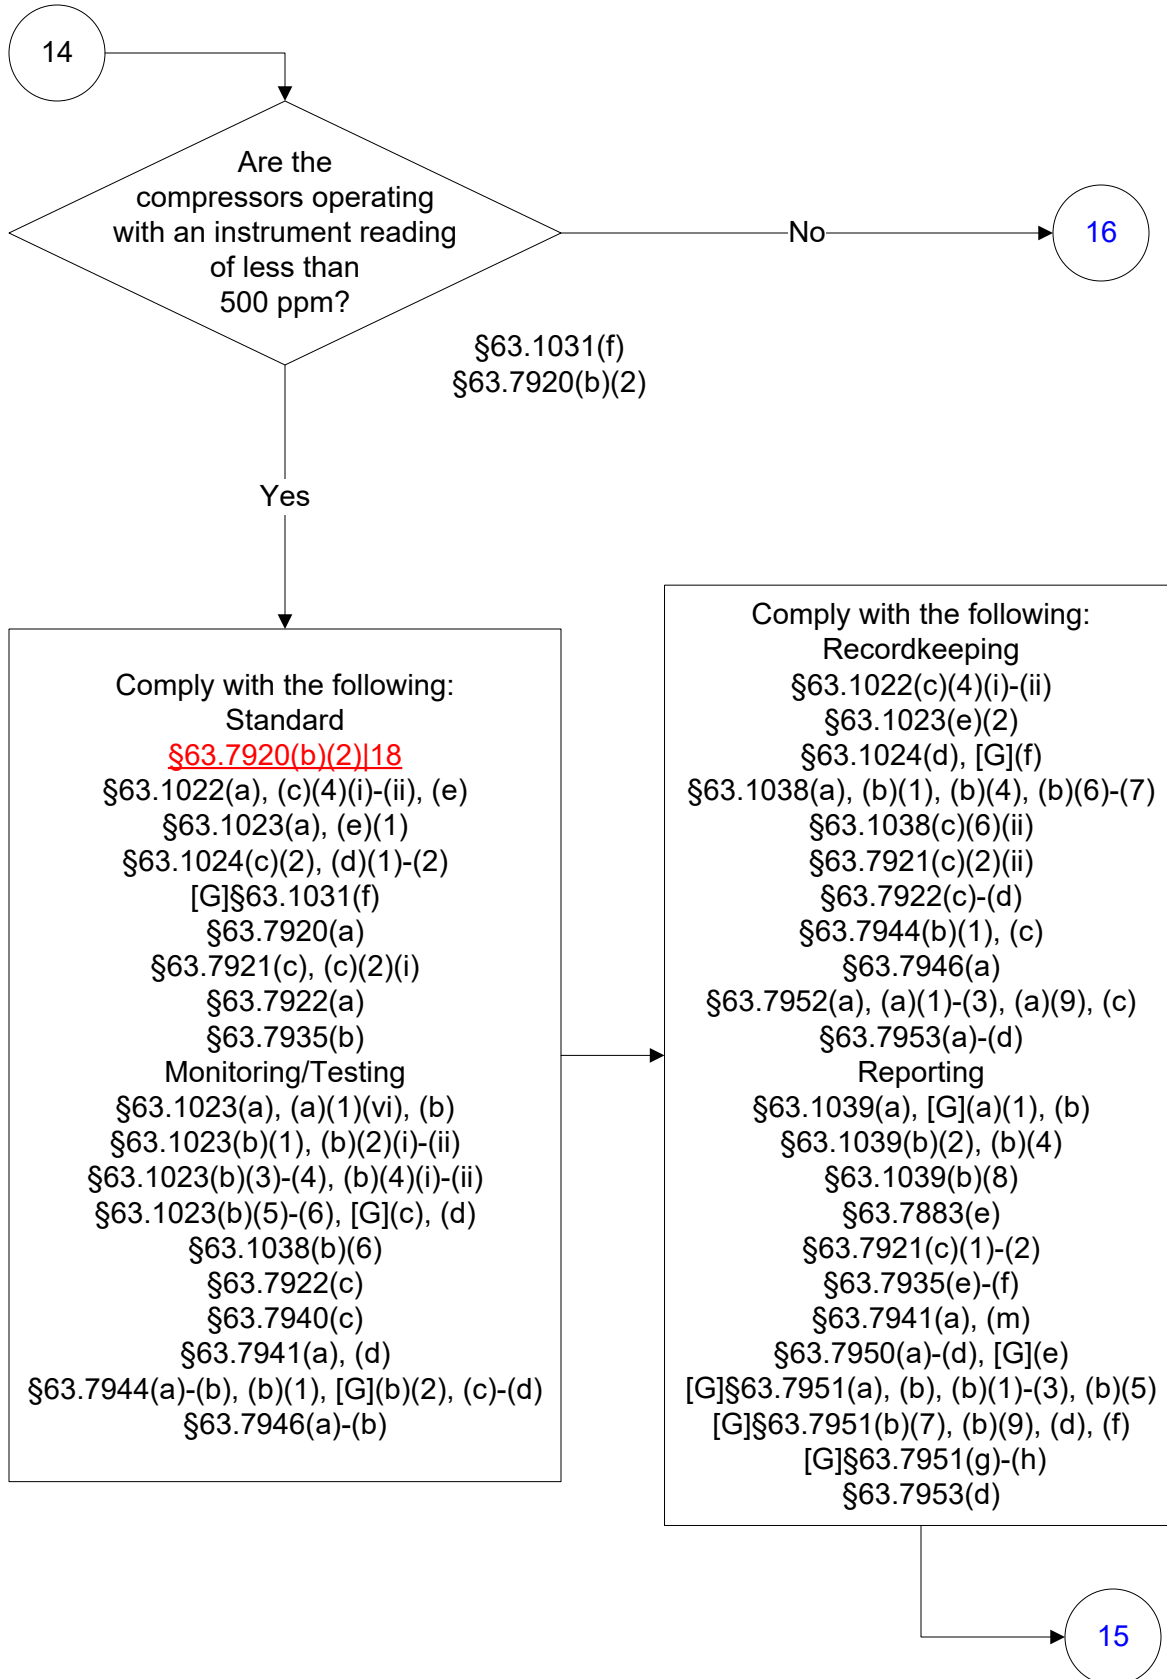 14
Are the
compressors operating
with an instrument reading
of less than
500 ppm?
No
16
§63.1031(f)
§63.7920(b)(2)
Yes
Comply with the following:
Standard
§63.7920(b)(2)|18
§63.1022(a), (c)(4)(i)-(ii), (e)
§63.1023(a), (e)(1)
§63.1024(c)(2), (d)(1)-(2)
[G]§63.1031(f)
§63.7920(a)
§63.7921(c), (c)(2)(i)
§63.7922(a)
§63.7935(b)
Monitoring/Testing
§63.1023(a), (a)(1)(vi), (b)
§63.1023(b)(1), (b)(2)(i)-(ii)
§63.1023(b)(3)-(4), (b)(4)(i)-(ii)
§63.1023(b)(5)-(6), [G](c), (d)
§63.1038(b)(6)
§63.7922(c)
§63.7940(c)
§63.7941(a), (d)
§63.7944(a)-(b), (b)(1), [G](b)(2), (c)-(d)
§63.7946(a)-(b)
Comply with the following:
Recordkeeping
§63.1022(c)(4)(i)-(ii)
§63.1023(e)(2)
§63.1024(d), [G](f)
§63.1038(a), (b)(1), (b)(4), (b)(6)-(7)
§63.1038(c)(6)(ii)
§63.7921(c)(2)(ii)
§63.7922(c)-(d)
§63.7944(b)(1), (c)
§63.7946(a)
§63.7952(a), (a)(1)-(3), (a)(9), (c)
§63.7953(a)-(d)
Reporting
§63.1039(a), [G](a)(1), (b)
§63.1039(b)(2), (b)(4)
§63.1039(b)(8)
§63.7883(e)
§63.7921(c)(1)-(2)
§63.7935(e)-(f)
§63.7941(a), (m)
§63.7950(a)-(d), [G](e)
[G]§63.7951(a), (b), (b)(1)-(3), (b)(5)
[G]§63.7951(b)(7), (b)(9), (d), (f)
[G]§63.7951(g)-(h)
§63.7953(d)
15